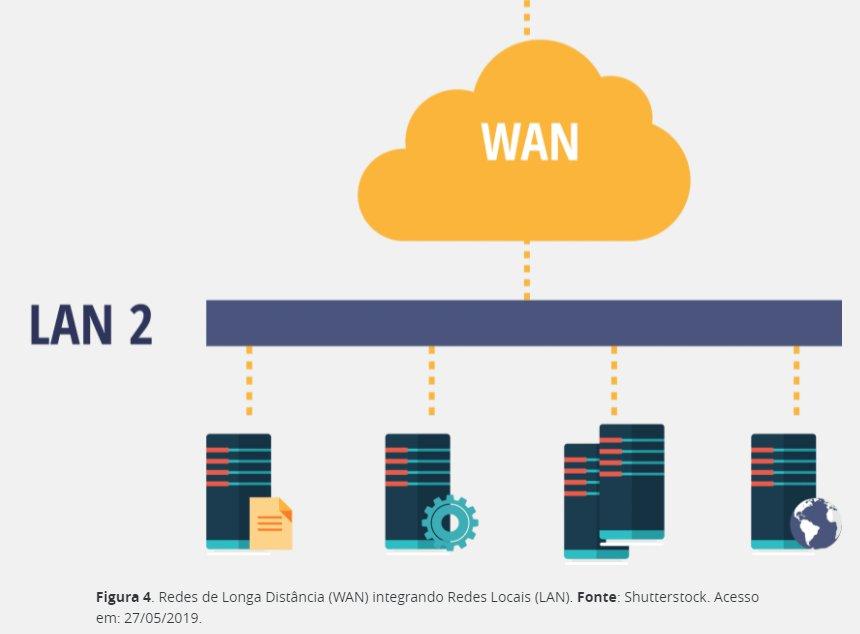 WAN
LAN 2
Figura 4. Redes de Longa Distância (WAN) integrando Redes Locais (LAN). Fonte: Shutterstock. Acesso
em: 27/05/2019.